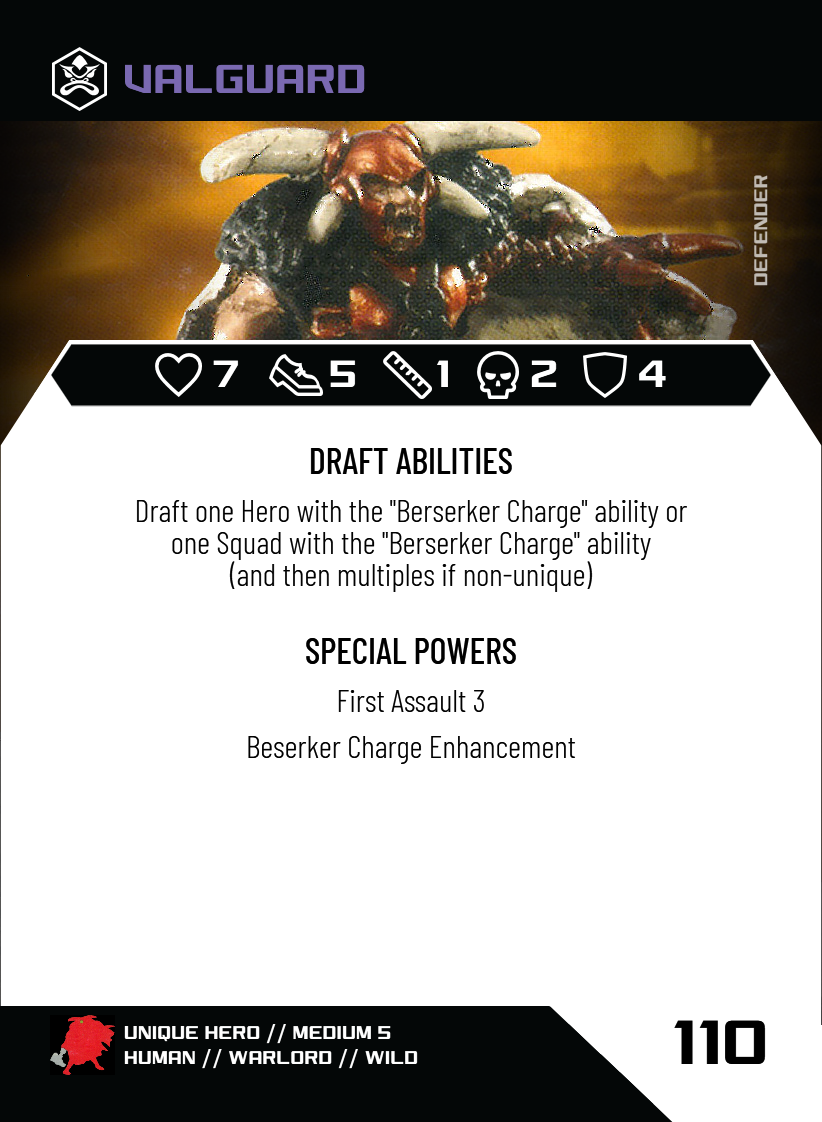 VALGUARD
DEFENDER
7 5 1 2 4
DRAFT ABILITIES
Draft one Hero with the "Berserker Charge" ability or
one Squad with the "Berserker Charge" ability
(and then multiples if non-unique)
SPECIAL POWERS
First Assault 3
Beserker Charge Enhancement
UNIQUE HERO // MEDIUM 5
HUMAN // WARLORD // WILD
110